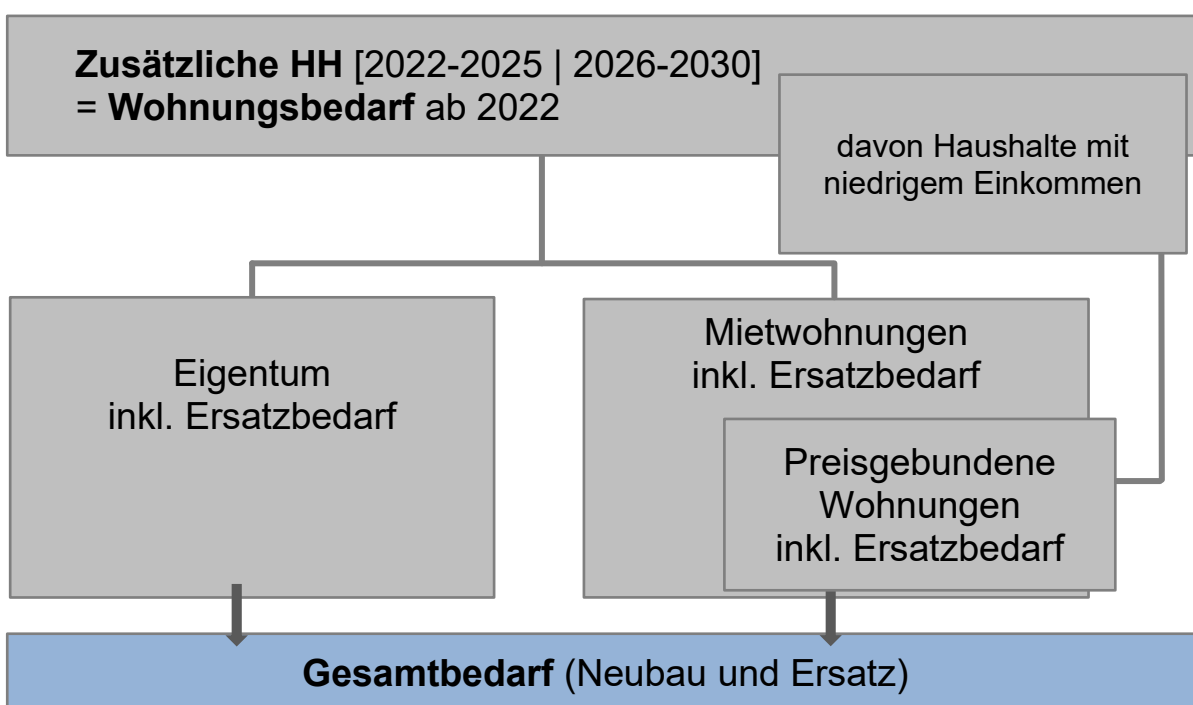 Zusätzliche HH [2022-2025 | 2026-2030]
= Wohnungsbedarf ab 2022
davon Haushalte mit
niedrigem Einkommen
Eigentum
inkl. Ersatzbedarf
Mietwohnungen
inkl. Ersatzbedarf
Preisgebundene
Wohnungen
inkl. Ersatzbedarf
Gesamtbedarf (Neubau und Ersatz)